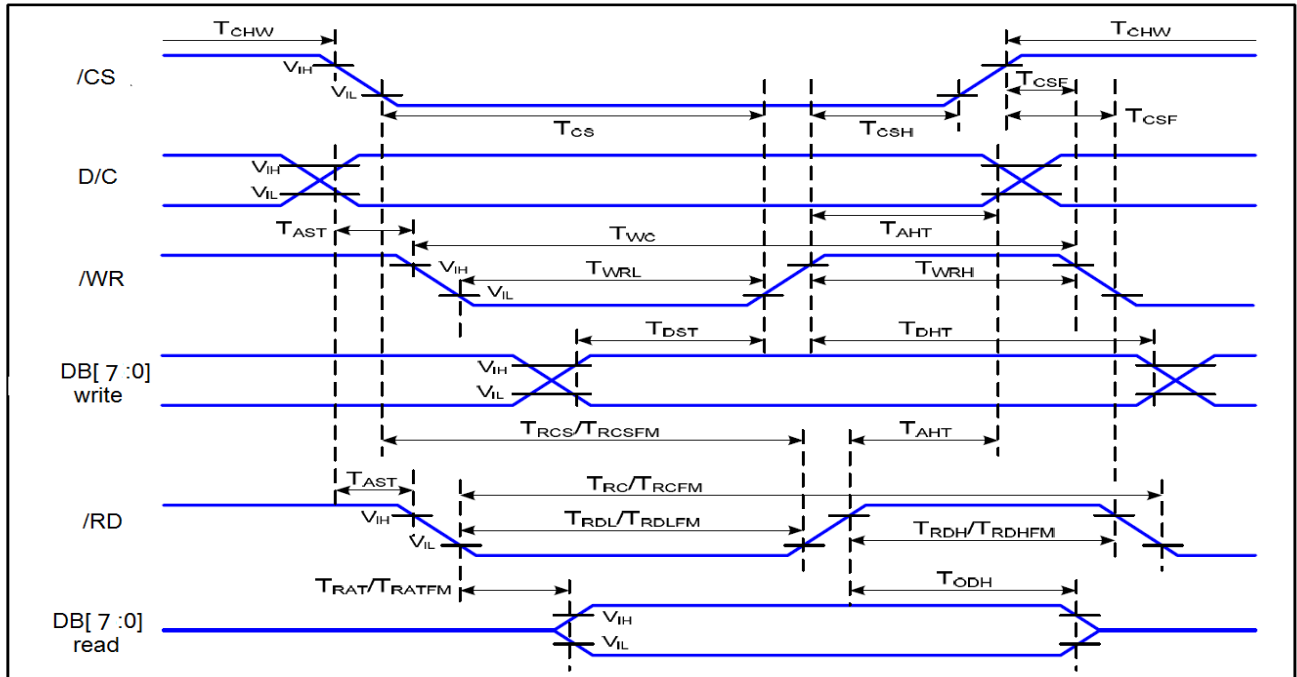 TCHW TCHW
/CS
VIH
VIL
TCSF
TCSF
TCS TCSH
D/C
VIH
VIL
TAST TWC TAHT
/WR
VIH
VIL
TWRL TWRH
TDST TDHT
DB[ 7 :0]
write
VIH
VIL
TRCS/TRCSFM TAHT
TAST TRC/TRCFM
/RD
VIH
VIL
TRDL/TRDLFM TRDH/TRDHFM
TRAT/TRATFM TODH
DB[ 7 :0]
read
VIH
VIL